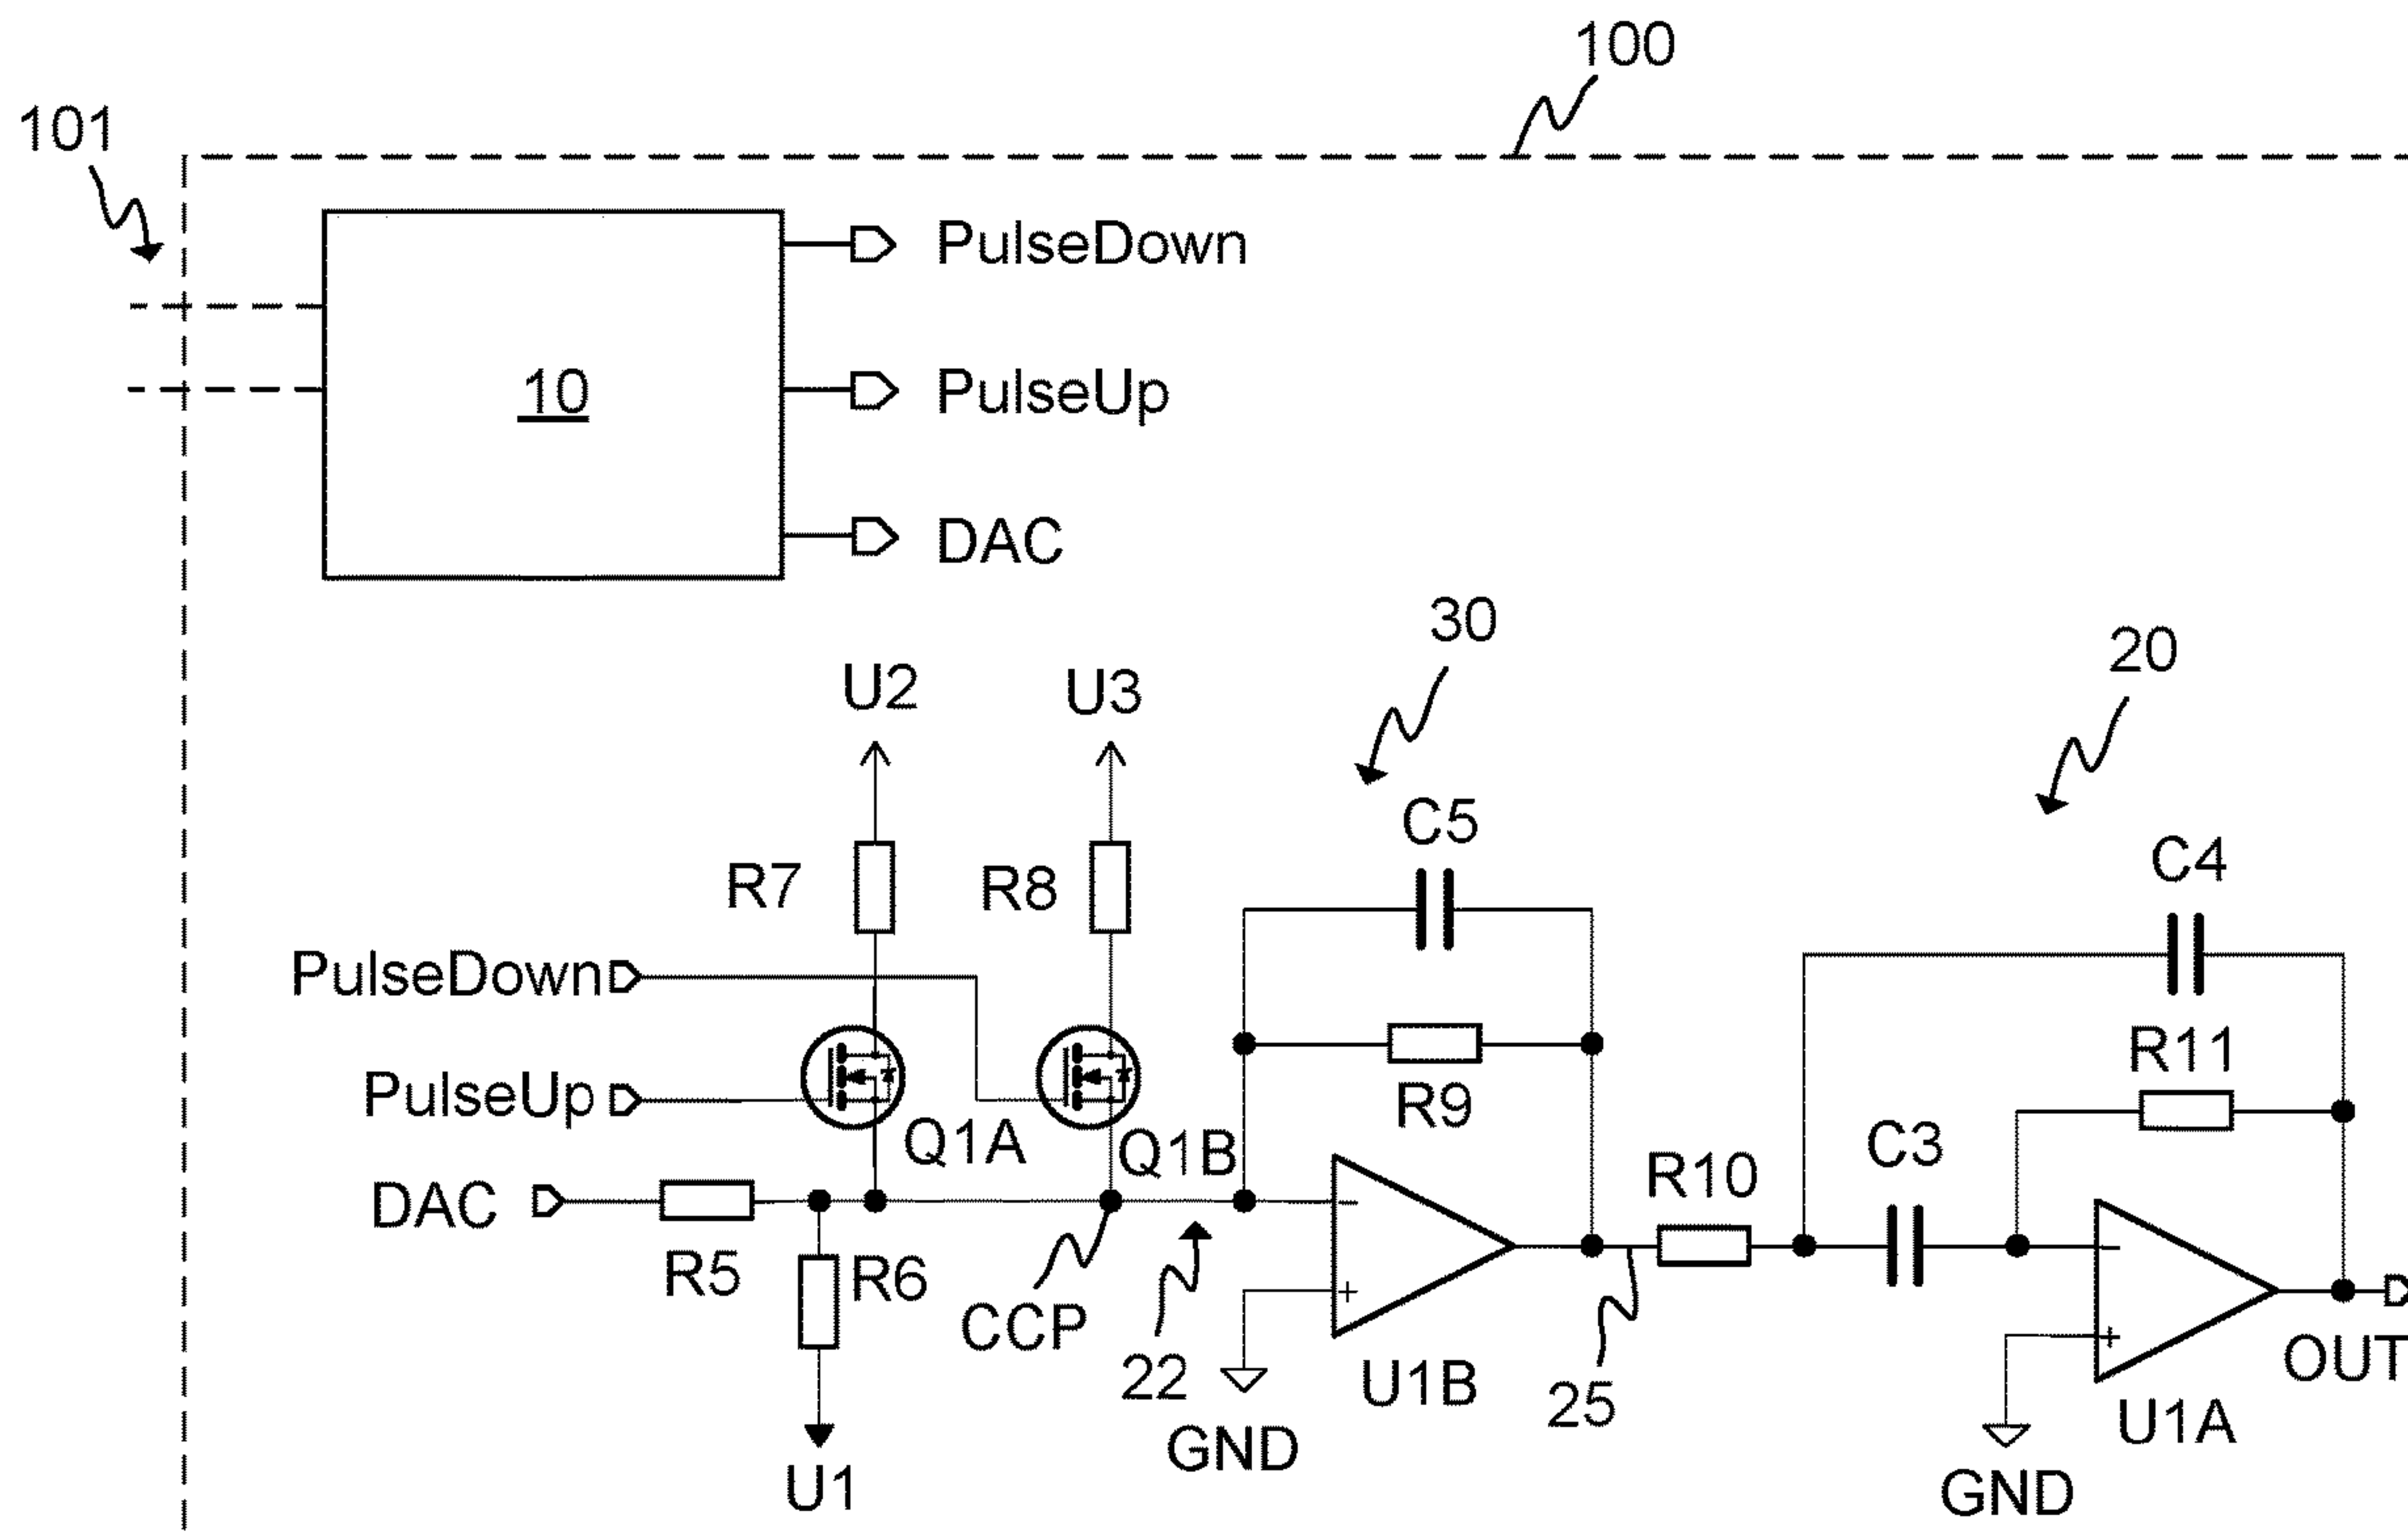 100
101
PulseDown
PulseUp
10
DAC
30
20
U2
U3
C5
C4
R7
R8
PulseDown
R11
R9
PulseUp
Q1A
Q1B
C3
R10
DAC
R5
R6
CCP
22
U1B
25
OUT
GND
U1A
U1
GND